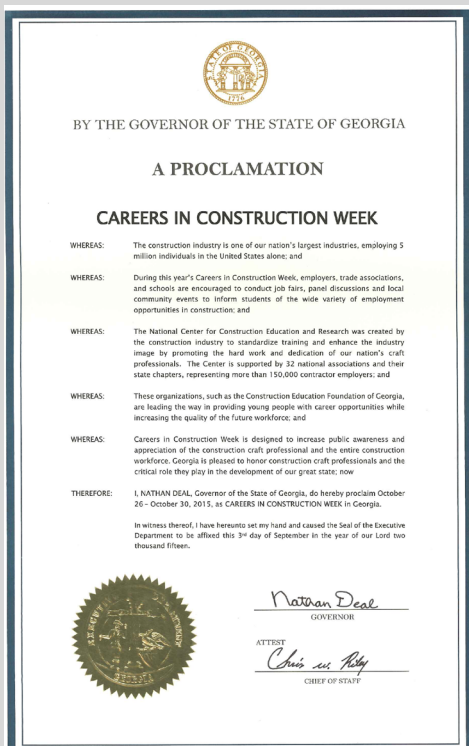 STATE OF GEORGIA
1776
BY THE GOVERNOR OF THE STATE OF GEORGIA
A PROCLAMATION
CAREERS IN CONSTRUCTION WEEK
WHEREAS: The construction industry is one of our nation's largest industries, employing 5
million individuals in the United States alone; and
WHEREAS: During this year's Careers in Construction Week, employers, trade associations,
and schools are encouraged to conduct job fairs, panel discussions and local
community events to inform students of the wide variety of employment
opportunities in construction; and
WHEREAS: The National Center for Construction Education and Research was created by
the construction industry to standardize training and enhance the industry
image by promoting the hard work and dedication of our nation's craft
professionals. The Center is supported by 32 national associations and their
state chapters, representing more than 150,000 contractor employers; and
WHEREAS: These organizations, such as the Construction Education Foundation of Georgia,
are leading the way in providing young people with career opportunities while
increasing the quality of the future workforce; and
WHEREAS: Careers in Construction Week is designed to increase public awareness and
appreciation of the construction craft professional and the entire construction
workforce. Georgia is pleased to honor construction craft professionals and the
critical role they play in the development of our great state; now
THEREFORE: I, NATHAN DEAL, Governor of the State of Georgia, do hereby proclaim October
26 – October 30, 2015, as CAREERS IN CONSTRUCTION WEEK in Georgia.
In witness thereof, I have hereunto set my hand and caused the Seal of the Executive
Department to be affixed this 3rd day of September in the year of our Lord two
thousand fifteen.
Nathan Deal
GOVERNOR
ATTEST
Chris W. Riley
CHIEF OF STAFF
GEORGIA